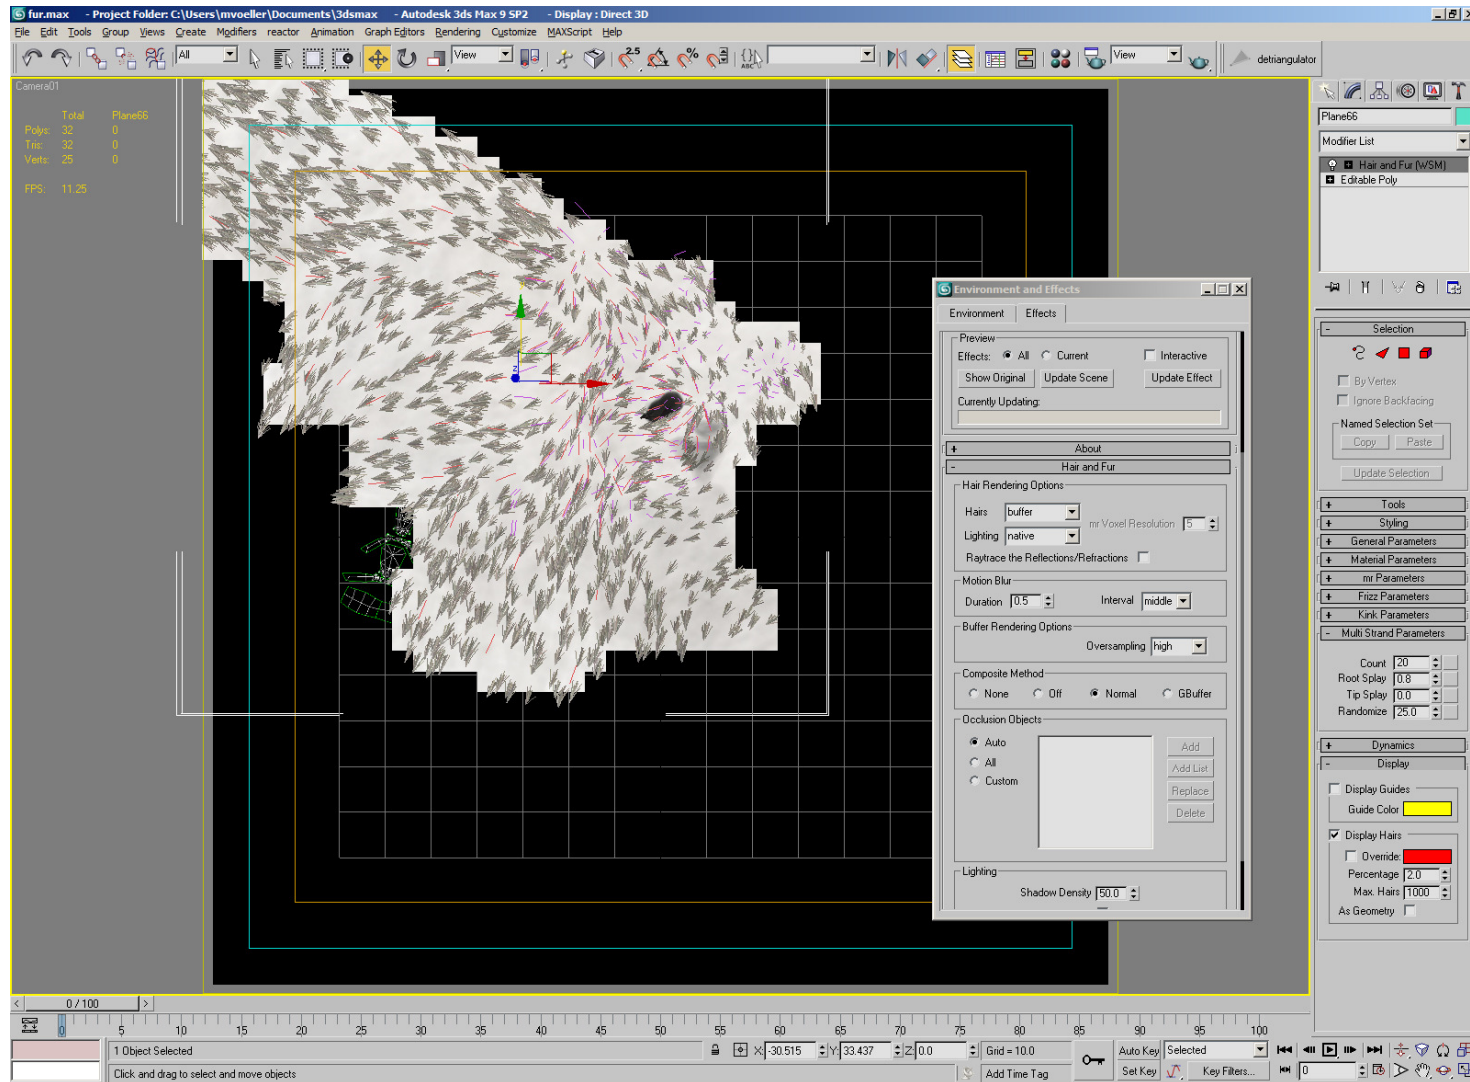 fur.max - Project Folder: C:\Users\mvoeller\Documents\3dsmax - Autodesk 3ds Max 9 SP2 - Display : Direct 3D
File Edit Tools Group Views Create Modifiers reactor Animation Graph Editors Rendering Customize MAXScript Help
All View 2.5 View detriangulator
Camera01
Total Plane66
Polys: 32 0
Tris: 32 0
Verts: 25 0
FPS: 11.25
Environment and Effects
Environment Effects
Preview
Effects: All Current Interactive
Show Original Update Scene Update Effect
Currently Updating:
+ About
- Hair and Fur
Hair Rendering Options
Hairs buffer
mr Voxel Resolution 5
Lighting native
Raytrace the Reflections/Refractions
Motion Blur
Duration 0.5 Interval middle
Buffer Rendering Options
Oversampling high
Composite Method
None Off Normal GBuffer
Occlusion Objects
Auto Add
All Add List
Custom Replace
Delete
Lighting
Shadow Density 50.0
Plane66
Modifier List
Hair and Fur (WSM)
Editable Poly
- Selection
By Vertex
Ignore Backfacing
Named Selection Set
Copy Paste
Update Selection
+ Tools
+ Styling
+ General Parameters
+ Material Parameters
+ mr Parameters
+ Frizz Parameters
+ Kink Parameters
- Multi Strand Parameters
Count 20
Root Splay 0.8
Tip Splay 0.0
Randomize 25.0
+ Dynamics
- Display
Display Guides
Guide Color
Display Hairs
Override:
Percentage 2.0
Max. Hairs 1000
As Geometry
< 0 / 100 >
0 5 10 15 20 25 30 35 40 45 50 55 60 65 70 75 80 85 90 95 100
1 Object Selected X: -30.515 Y: 33.437 Z: 0.0 Grid = 10.0 Auto Key Selected
Click and drag to select and move objects Add Time Tag Set Key Key Filters... 0